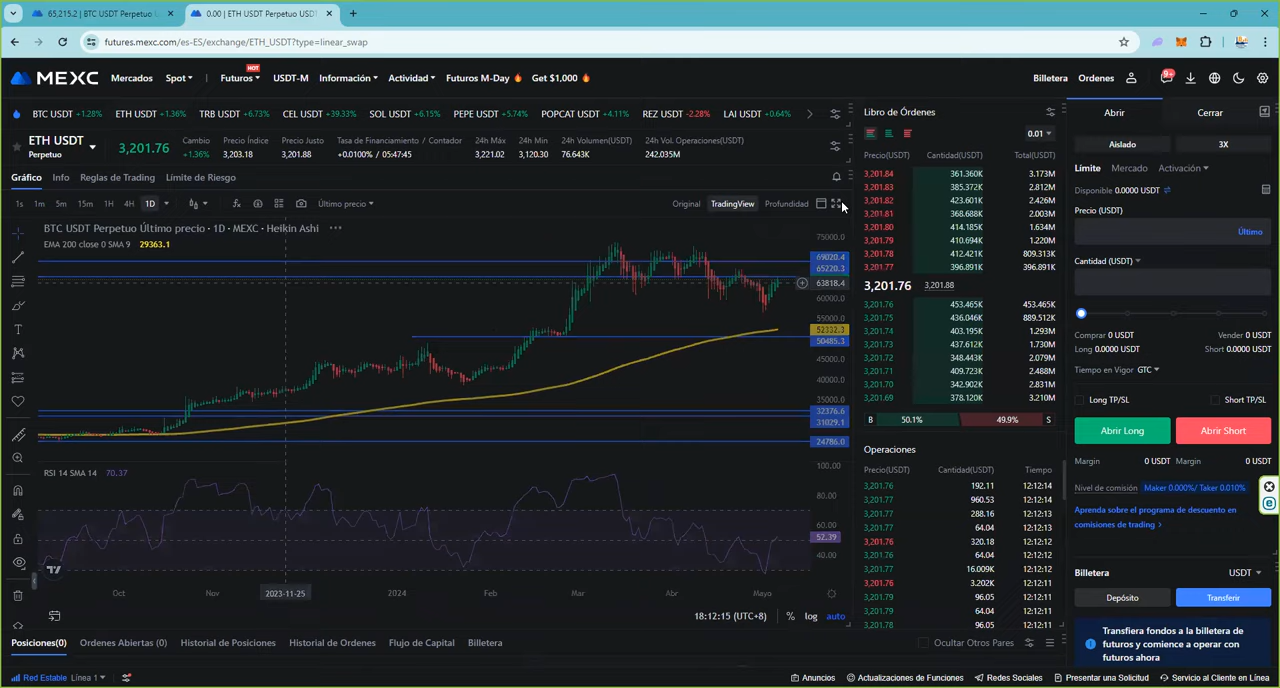 65,215.2 | BTC USDT Perpetuo U
0.00 | ETH USDT Perpetuo USDT-M
futures.mexc.com/es-ES/exchange/ETH_USDT?type=linear_swap
MEXC Mercados Spot Futuros HOT USDT-M Información Actividad Futuros M-Day Get $1,000 Billetera Ordenes 9+
BTC USDT +1.28% ETH USDT +1.36% TRB USDT +6.73% CEL USDT +39.33% SOL USDT +6.15% PEPE USDT +5.74% POPCAT USDT +4.11% REZ USDT -2.28% LAI USDT +0.64%
ETH USDT
Perpetuo
3,201.76
Cambio
+1.36%
Precio Índice
3,203.18
Precio Justo
3,201.88
Tasa de Financiamiento / Contador
+0.0100% / 05:47:45
24h Máx
3,221.02
24h Min
3,120.30
24h Volumen(USDT)
76.643K
24h Vol. Operaciones(USDT)
242.035M
Gráfico Info Reglas de Trading Límite de Riesgo
1s 1m 5m 15m 1H 4H 1D Último precio Original TradingView Profundidad
BTC USDT Perpetuo Último precio · 1D · MEXC · Heikin Ashi
EMA 200 close 0 SMA 9 29363.1
75000.0
69020.4
65220.3
63818.4
60000.0
55000.0
52332.3
50485.3
45000.0
40000.0
35000.0
32376.6
31029.1
24786.0
RSI 14 SMA 14 70.37
100.00
80.00
60.00
52.39
40.00
Oct Nov 2023-11-25 2024 Feb Mar Abr Mayo
18:12:15 (UTC+8) % log auto
Posiciones(0) Ordenes Abiertas (0) Historial de Posiciones Historial de Ordenes Flujo de Capital Billetera Ocultar Otros Pares
Libro de Órdenes
0.01
Precio(USDT) Cantidad(USDT) Total(USDT)
3,201.84 361.360K 3.173M
3,201.83 385.372K 2.812M
3,201.82 423.601K 2.426M
3,201.81 368.688K 2.003M
3,201.80 414.185K 1.634M
3,201.79 410.694K 1.220M
3,201.78 412.421K 809.313K
3,201.77 396.891K 396.891K
3,201.76 3,201.88
3,201.76 453.465K 453.465K
3,201.75 436.046K 889.512K
3,201.74 403.195K 1.293M
3,201.73 437.612K 1.730M
3,201.72 348.443K 2.079M
3,201.71 409.723K 2.488M
3,201.70 342.902K 2.831M
3,201.69 378.120K 3.210M
B 50.1% 49.9% S
Operaciones
Precio(USDT) Cantidad(USDT) Tiempo
3,201.76 192.11 12:12:14
3,201.77 960.53 12:12:14
3,201.77 288.16 12:12:13
3,201.77 64.04 12:12:13
3,201.76 320.18 12:12:12
3,201.76 64.04 12:12:12
3,201.77 16.009K 12:12:12
3,201.76 3.202K 12:12:11
3,201.79 96.05 12:12:11
3,201.79 64.04 12:12:11
3,201.78 96.05 12:12:11
Abrir Cerrar
Aislado 3X
Límite Mercado Activación
Disponible 0.0000 USDT
Precio (USDT)
Último
Cantidad (USDT)
Comprar 0 USDT Vender 0 USDT
Long 0.0000 USDT Short 0.0000 USDT
Tiempo en Vigor GTC
Long TP/SL Short TP/SL
Abrir Long Abrir Short
Margin 0 USDT Margin 0 USDT
Nivel de comisión Maker 0.000%/ Taker 0.010%
Aprenda sobre el programa de descuento en
comisiones de trading >
Billetera USDT
Depósito Transferir
Transfiera fondos a la billetera de
futuros y comience a operar con
futuros ahora
Red Estable Línea 1 Anuncios Actualizaciones de Funciones Redes Sociales Presentar una Solicitud Servicio al Cliente en Línea